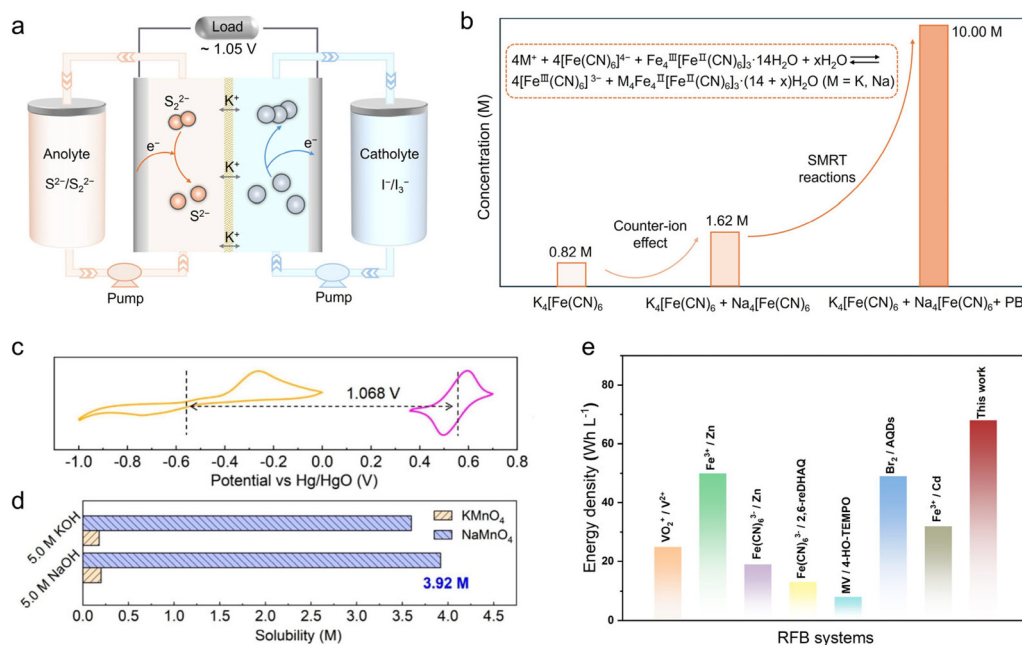 a
Load
~ 1.05 V
Anolyte
S²⁻/S₂²⁻
Pump
S₂²⁻
e⁻
S²⁻
K⁺
K⁺
K⁺
e⁻
Catholyte
I⁻/I₃⁻
Pump
b
Concentration (M)
4M⁺ + 4[Fe(CN)₆]⁴⁻ + Fe₄ᴵᴵᴵ[Feᴵᴵ(CN)₆]₃·14H₂O + xH₂O ⇌
4[Feᴵᴵᴵ(CN)₆]³⁻ + M₄Fe₄ᴵᴵ[Feᴵᴵ(CN)₆]₃·(14 + x)H₂O (M = K, Na)
10.00 M
SMRT
reactions
Counter-ion
effect
0.82 M
1.62 M
K₄[Fe(CN)₆
K₄[Fe(CN)₆ + Na₄[Fe(CN)₆
K₄[Fe(CN)₆ + Na₄[Fe(CN)₆+ PB
c
1.068 V
-1.0 -0.8 -0.6 -0.4 -0.2 0.0 0.2 0.4 0.6 0.8
Potential vs Hg/HgO (V)
d
5.0 M KOH
5.0 M NaOH
KMnO₄
NaMnO₄
3.92 M
0.0 0.5 1.0 1.5 2.0 2.5 3.0 3.5 4.0 4.5
Solubility (M)
e
Energy density (Wh L⁻¹)
80
60
40
20
0
VO₂⁺ / V²⁺
Fe³⁺ / Zn
Fe(CN)₆³⁻ / Zn
Fe(CN)₆³⁻ / 2,6-reDHAQ
MV / 4-HO-TEMPO
Br₂ / AQDs
Fe³⁺ / Cd
This work
RFB systems